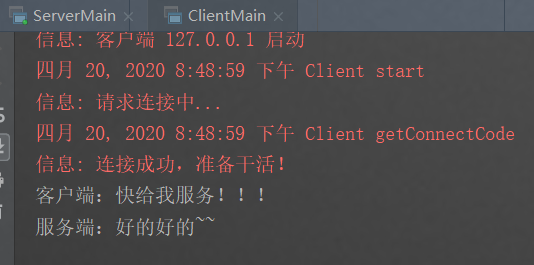 ServerMain × ClientMain ×
信息: 客户端 127.0.0.1 启动
四月 20, 2020 8:48:59 下午 Client start
信息: 请求连接中...
四月 20, 2020 8:48:59 下午 Client getConnectCode
信息: 连接成功，准备干活！
客户端：快给我服务！！！
服务端：好的好的~~